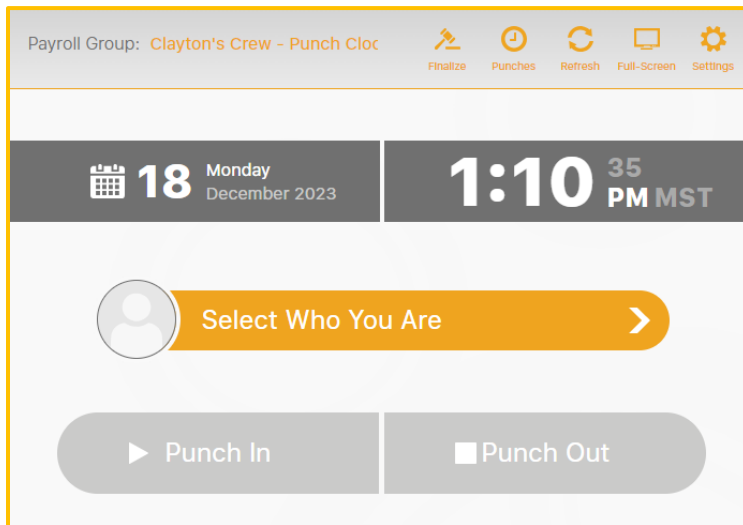 Payroll Group: Clayton's Crew - Punch Cloc
Finalize Punches Refresh Full-Screen Settings
18 Monday
December 2023
1:10 35
PM MST
Select Who You Are
Punch In
Punch Out